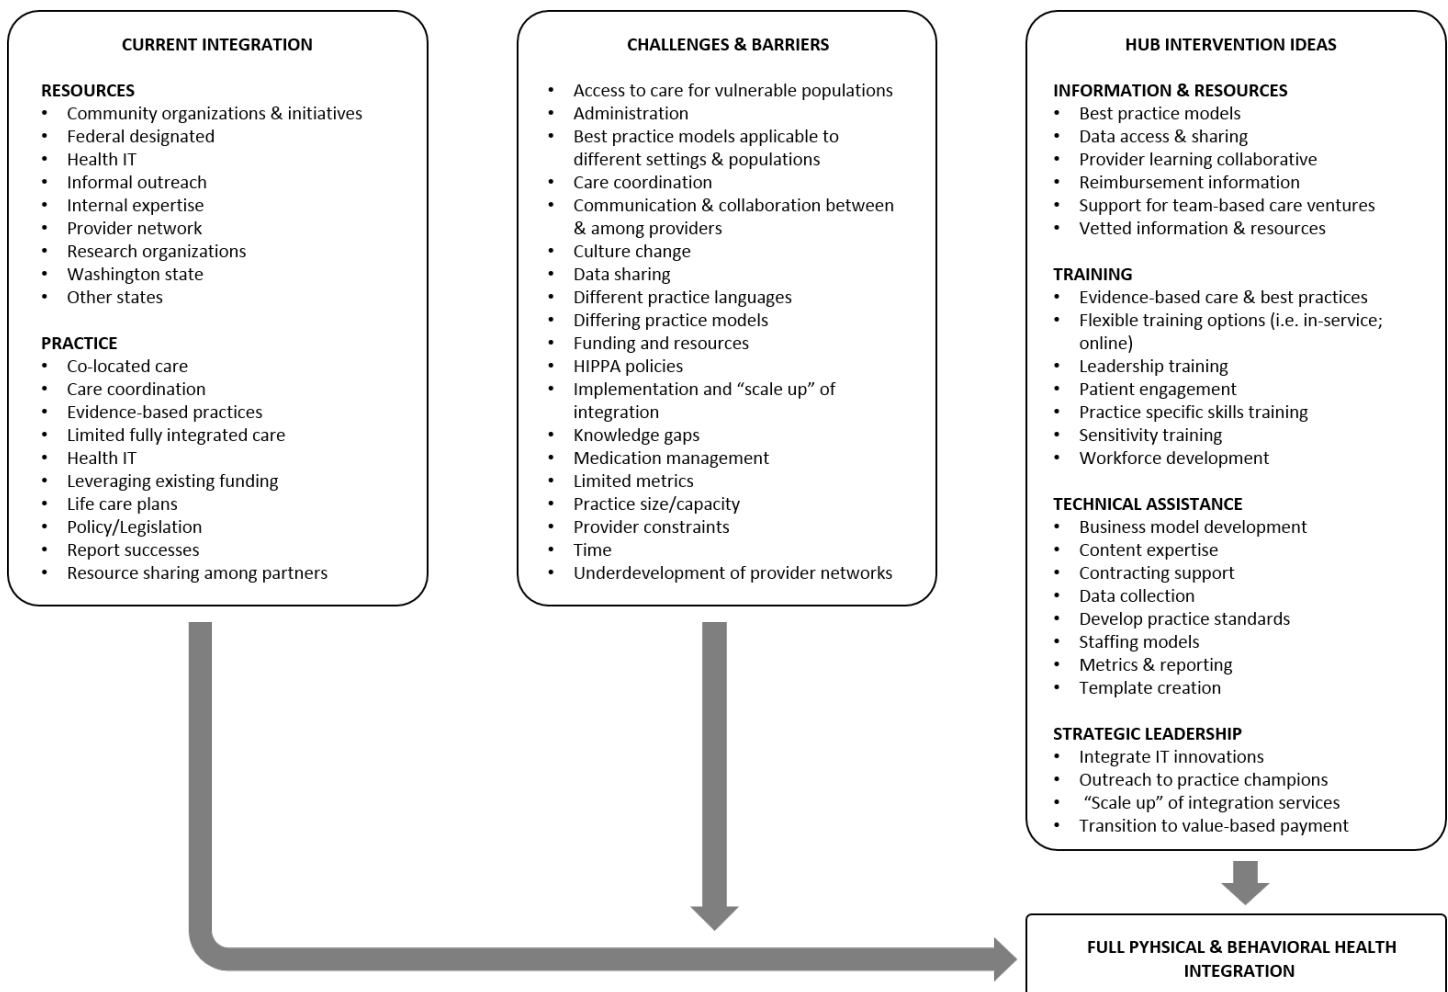 CURRENT INTEGRATION
RESOURCES
• Community organizations & initiatives
• Federal designated
• Health IT
• Informal outreach
• Internal expertise
• Provider network
• Research organizations
• Washington state
• Other states
PRACTICE
• Co-located care
• Care coordination
• Evidence-based practices
• Limited fully integrated care
• Health IT
• Leveraging existing funding
• Life care plans
• Policy/Legislation
• Report successes
• Resource sharing among partners
CHALLENGES & BARRIERS
• Access to care for vulnerable populations
• Administration
• Best practice models applicable to
different settings & populations
• Care coordination
• Communication & collaboration between
& among providers
• Culture change
• Data sharing
• Different practice languages
• Differing practice models
• Funding and resources
• HIPPA policies
• Implementation and “scale up” of
integration
• Knowledge gaps
• Medication management
• Limited metrics
• Practice size/capacity
• Provider constraints
• Time
• Underdevelopment of provider networks
HUB INTERVENTION IDEAS
INFORMATION & RESOURCES
• Best practice models
• Data access & sharing
• Provider learning collaborative
• Reimbursement information
• Support for team-based care ventures
• Vetted information & resources
TRAINING
• Evidence-based care & best practices
• Flexible training options (i.e. in-service;
online)
• Leadership training
• Patient engagement
• Practice specific skills training
• Sensitivity training
• Workforce development
TECHNICAL ASSISTANCE
• Business model development
• Content expertise
• Contracting support
• Data collection
• Develop practice standards
• Staffing models
• Metrics & reporting
• Template creation
STRATEGIC LEADERSHIP
• Integrate IT innovations
• Outreach to practice champions
• “Scale up” of integration services
• Transition to value-based payment
FULL PYHSICAL & BEHAVIORAL HEALTH
INTEGRATION